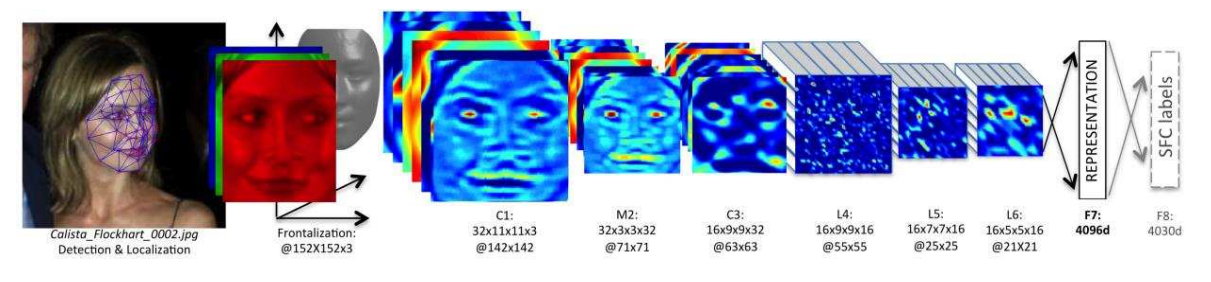 REPRESENTATION
SFC labels
Calista_Flockhart_0002.jpg
Detection & Localization
Frontalization:
@152X152x3
C1:
32x11x11x3
@142x142
M2:
32x3x3x32
@71x71
C3:
16x9x9x32
@63x63
L4:
16x9x9x16
@55x55
L5:
16x7x7x16
@25x25
L6:
16x5x5x16
@21X21
F7:
4096d
F8:
4030d